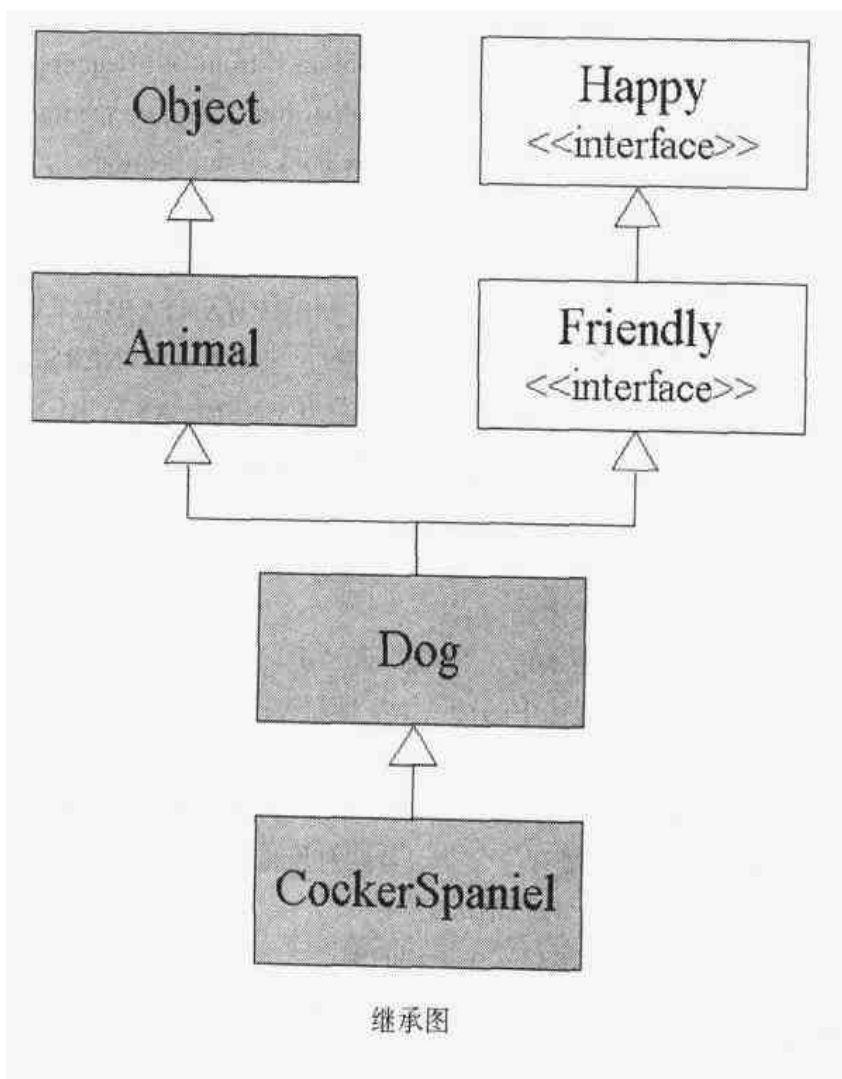 Object
Happy
<<interface>>
Animal
Friendly
<<interface>>
Dog
CockerSpaniel
继承图